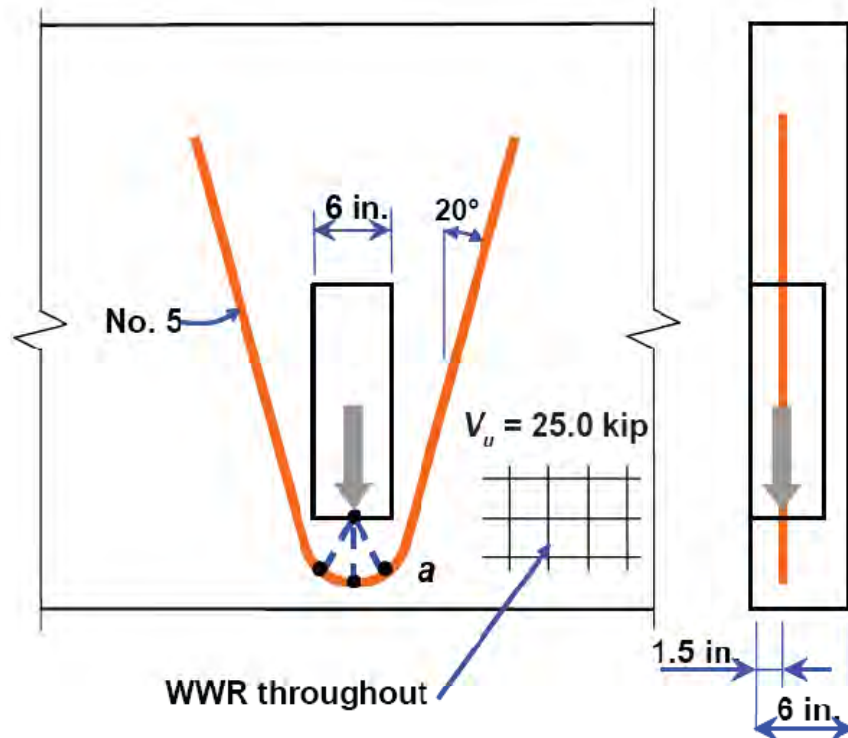 6 in.
20°
No. 5
V_u = 25.0 kip
a
1.5 in.
WWR throughout
6 in.